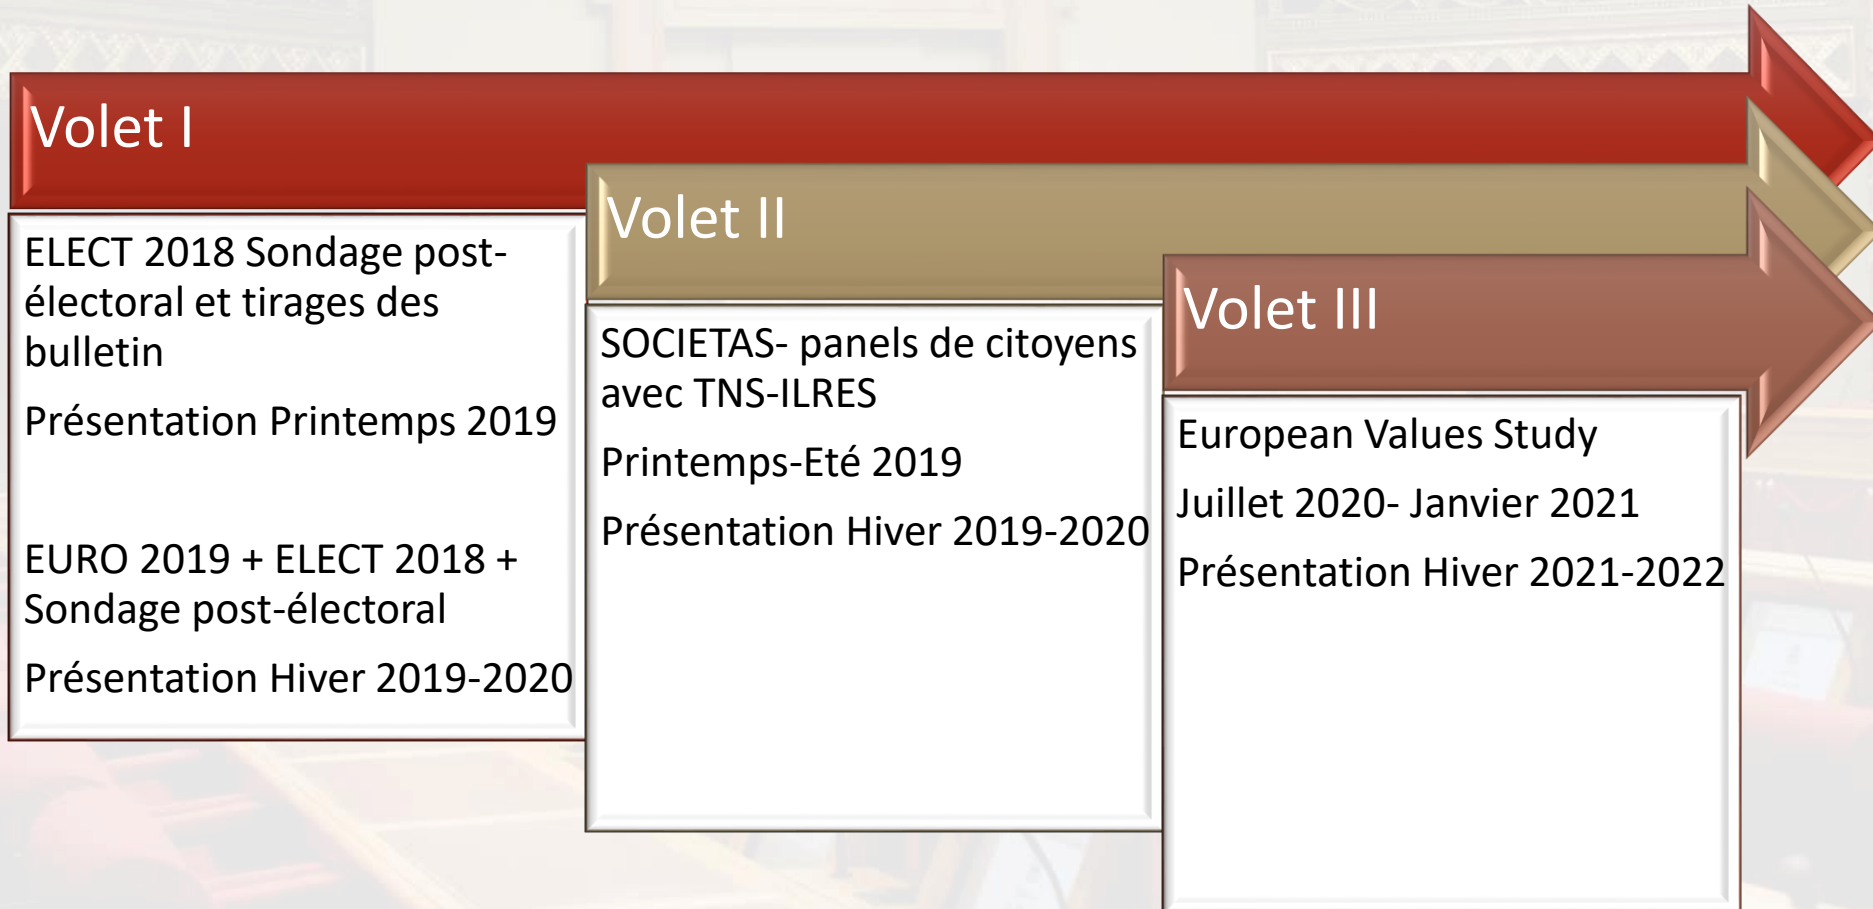 Volet I
ELECT 2018 Sondage post-
électoral et tirages des
bulletin
Présentation Printemps 2019
EURO 2019 + ELECT 2018 +
Sondage post-électoral
Présentation Hiver 2019-2020
Volet II
SOCIETAS- panels de citoyens
avec TNS-ILRES
Printemps-Eté 2019
Présentation Hiver 2019-2020
Volet III
European Values Study
Juillet 2020- Janvier 2021
Présentation Hiver 2021-2022